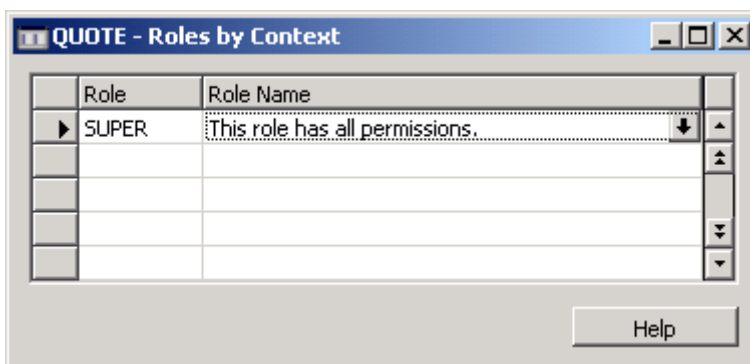 QUOTE - Roles by Context
Role Role Name
SUPER This role has all permissions.
Help